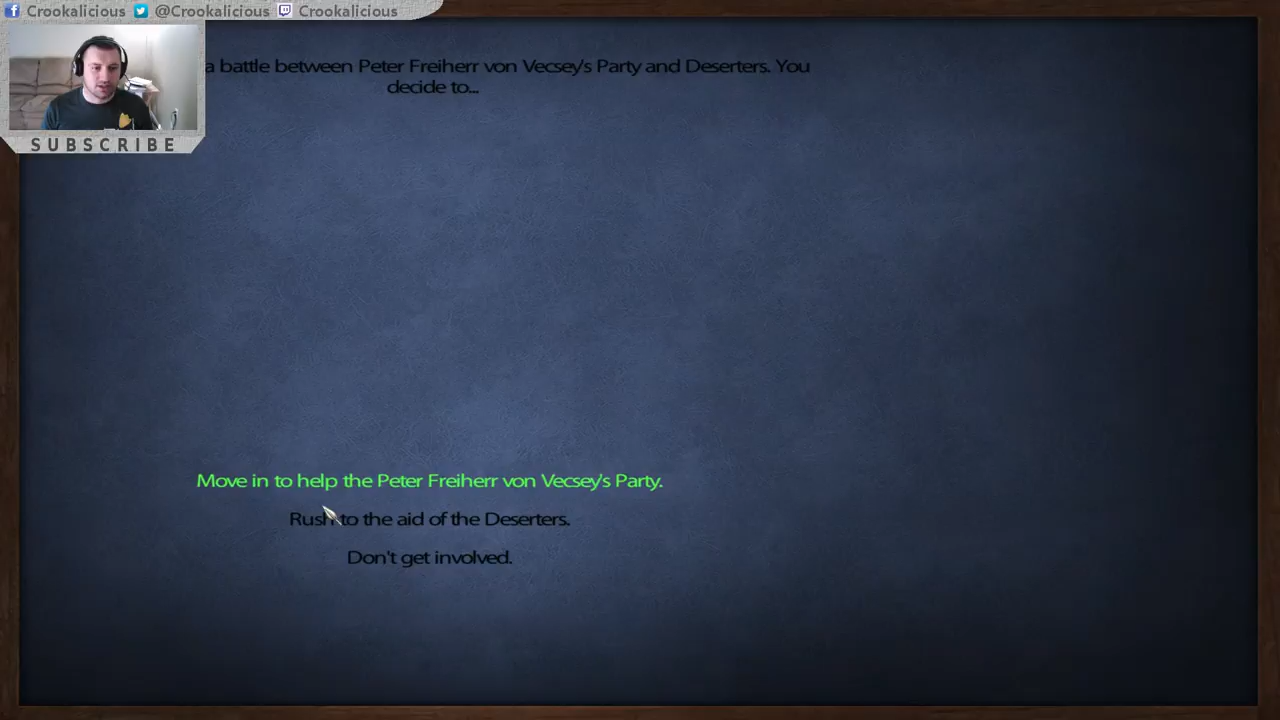 Crookalicious @Crookalicious Crookalicious
a battle between Peter Freiherr von Vecsey's Party and Deserters. You
decide to...
SUBSCRIBE
Move in to help the Peter Freiherr von Vecsey's Party.
Rush to the aid of the Deserters.
Don't get involved.